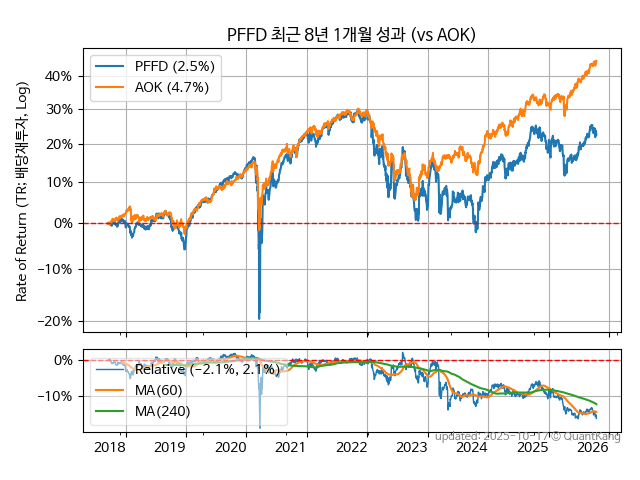 PFFD 최근 8년 1개월 성과 (vs AOK)
Rate of Return (TR: 배당재투자, Log)
PFFD (2.5%)
AOK (4.7%)
40%
30%
20%
10%
0%
−10%
−20%
0%
−10%
Relative (−2.1%, 2.1%)
MA(60)
MA(240)
updated: 2025-10-17 © QuantKang
2018 2019 2020 2021 2022 2023 2024 2025 2026